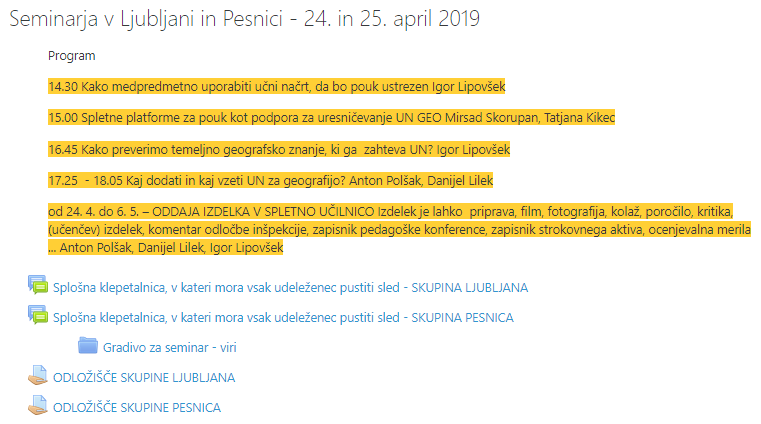 Seminarja v Ljubljani in Pesnici - 24. in 25. april 2019
Program
14.30 Kako medpredmetno uporabiti učni načrt, da bo pouk ustrezen Igor Lipovšek
15.00 Spletne platforme za pouk kot podpora za uresničevanje UN GEO Mirsad Skorupan, Tatjana Kikec
16.45 Kako preverimo temeljno geografsko znanje, ki ga  zahteva UN? Igor Lipovšek
17.25  - 18.05 Kaj dodati in kaj vzeti UN za geografijo? Anton Polšak, Danijel Lilek
od 24. 4. do 6. 5. – ODDAJA IZDELKA V SPLETNO UČILNICO Izdelek je lahko  priprava, film, fotografija, kolaž, poročilo, kritika,
(učenčev) izdelek, komentar odločbe inšpekcije, zapisnik pedagoške konference, zapisnik strokovnega aktiva, ocenjevalna merila
... Anton Polšak, Danijel Lilek, Igor Lipovšek
Splošna klepetalnica, v kateri mora vsak udeleženec pustiti sled - SKUPINA LJUBLJANA
Splošna klepetalnica, v kateri mora vsak udeleženec pustiti sled - SKUPINA PESNICA
Gradivo za seminar - viri
ODLOŽIŠČE SKUPINE LJUBLJANA
ODLOŽIŠČE SKUPINE PESNICA